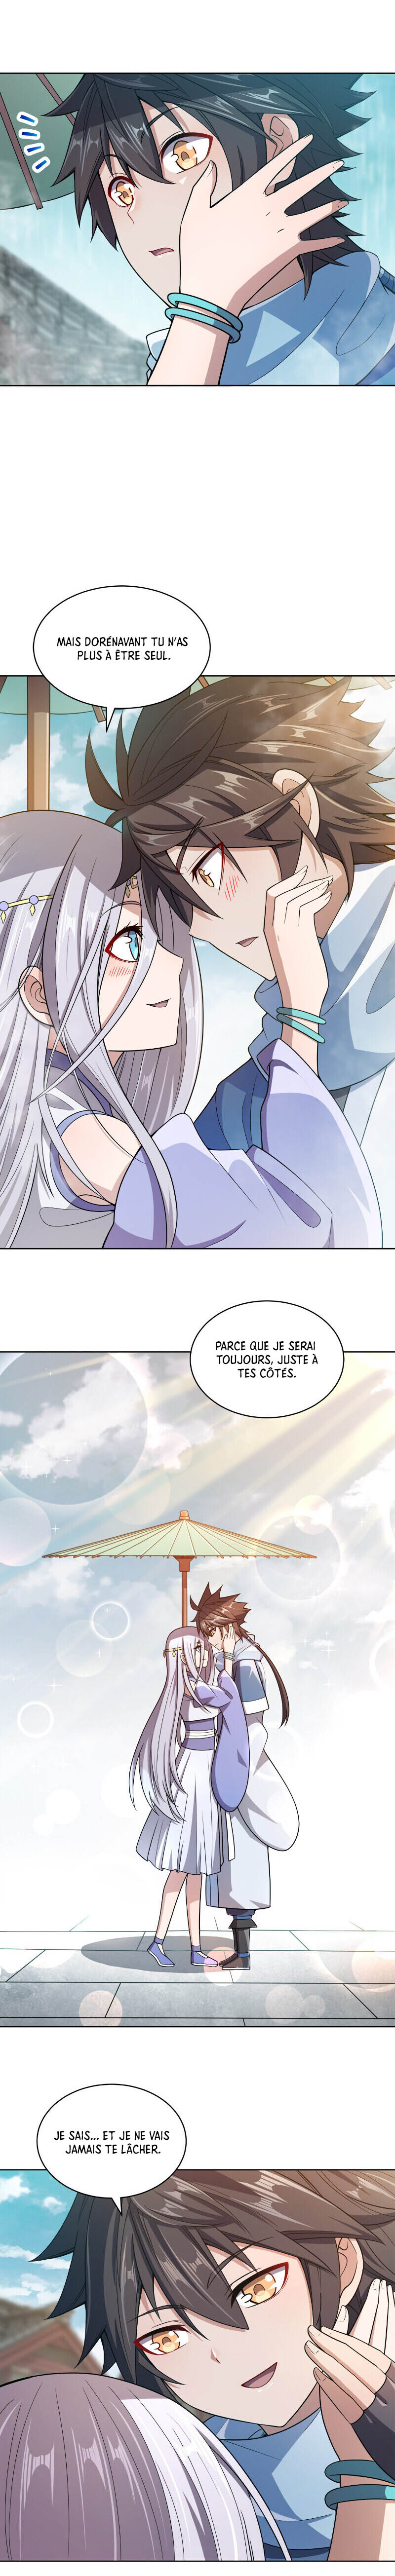 MAIS DORÉNAVANT TU N'AS
PLUS À ÊTRE SEUL.
PARCE QUE JE SERAI
TOUJOURS, JUSTE À
TES CÔTÉS.
JE SAIS... ET JE NE VAIS
JAMAIS TE LÂCHER.